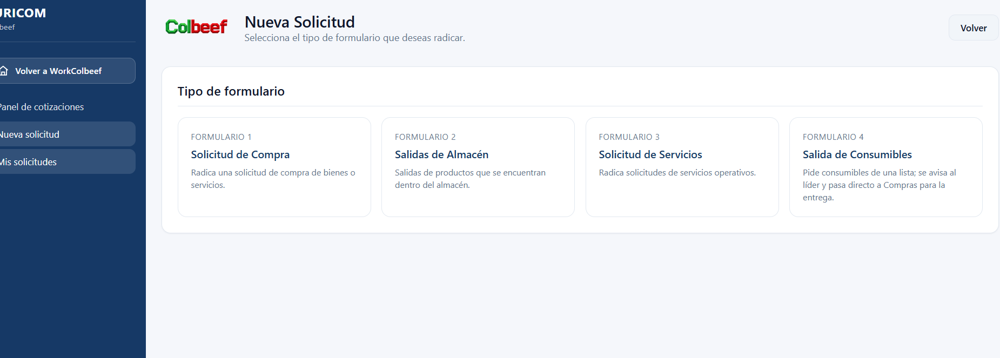 URICOM
beef
Volver a WorkColbeef
Panel de cotizaciones
Nueva solicitud
Mis solicitudes
Colbeef
Nueva Solicitud
Selecciona el tipo de formulario que deseas radicar.
Volver
Tipo de formulario
FORMULARIO 1
Solicitud de Compra
Radica una solicitud de compra de bienes o
servicios.
FORMULARIO 2
Salidas de Almacén
Salidas de productos que se encuentran
dentro del almacén.
FORMULARIO 3
Solicitud de Servicios
Radica solicitudes de servicios operativos.
FORMULARIO 4
Salida de Consumibles
Pide consumibles de una lista; se avisa al
líder y pasa directo a Compras para la
entrega.